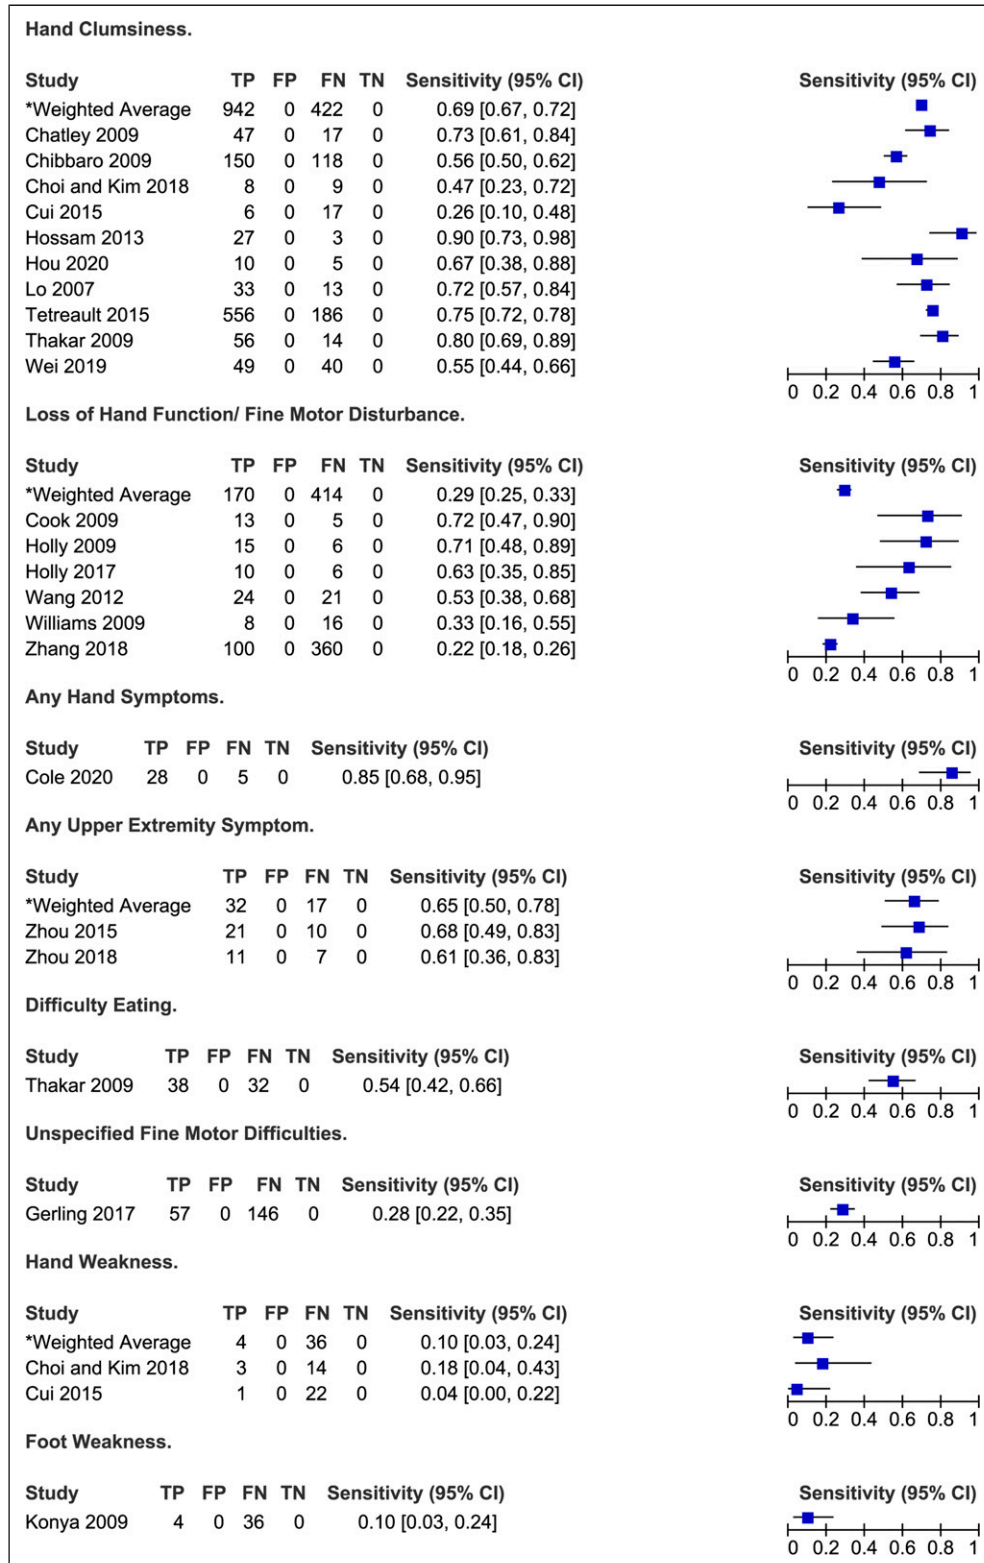 Hand Clumsiness.
Study TP FP FN TN Sensitivity (95% CI) Sensitivity (95% CI)
*Weighted Average 942 0 422 0 0.69 [0.67, 0.72]
Chatley 2009 47 0 17 0 0.73 [0.61, 0.84]
Chibbaro 2009 150 0 118 0 0.56 [0.50, 0.62]
Choi and Kim 2018 8 0 9 0 0.47 [0.23, 0.72]
Cui 2015 6 0 17 0 0.26 [0.10, 0.48]
Hossam 2013 27 0 3 0 0.90 [0.73, 0.98]
Hou 2020 10 0 5 0 0.67 [0.38, 0.88]
Lo 2007 33 0 13 0 0.72 [0.57, 0.84]
Tetreault 2015 556 0 186 0 0.75 [0.72, 0.78]
Thakar 2009 56 0 14 0 0.80 [0.69, 0.89]
Wei 2019 49 0 40 0 0.55 [0.44, 0.66]
0 0.2 0.4 0.6 0.8 1
Loss of Hand Function/ Fine Motor Disturbance.
Study TP FP FN TN Sensitivity (95% CI) Sensitivity (95% CI)
*Weighted Average 170 0 414 0 0.29 [0.25, 0.33]
Cook 2009 13 0 5 0 0.72 [0.47, 0.90]
Holly 2009 15 0 6 0 0.71 [0.48, 0.89]
Holly 2017 10 0 6 0 0.63 [0.35, 0.85]
Wang 2012 24 0 21 0 0.53 [0.38, 0.68]
Williams 2009 8 0 16 0 0.33 [0.16, 0.55]
Zhang 2018 100 0 360 0 0.22 [0.18, 0.26]
0 0.2 0.4 0.6 0.8 1
Any Hand Symptoms.
Study TP FP FN TN Sensitivity (95% CI) Sensitivity (95% CI)
Cole 2020 28 0 5 0 0.85 [0.68, 0.95]
0 0.2 0.4 0.6 0.8 1
Any Upper Extremity Symptom.
Study TP FP FN TN Sensitivity (95% CI) Sensitivity (95% CI)
*Weighted Average 32 0 17 0 0.65 [0.50, 0.78]
Zhou 2015 21 0 10 0 0.68 [0.49, 0.83]
Zhou 2018 11 0 7 0 0.61 [0.36, 0.83]
0 0.2 0.4 0.6 0.8 1
Difficulty Eating.
Study TP FP FN TN Sensitivity (95% CI) Sensitivity (95% CI)
Thakar 2009 38 0 32 0 0.54 [0.42, 0.66]
0 0.2 0.4 0.6 0.8 1
Unspecified Fine Motor Difficulties.
Study TP FP FN TN Sensitivity (95% CI) Sensitivity (95% CI)
Gerling 2017 57 0 146 0 0.28 [0.22, 0.35]
0 0.2 0.4 0.6 0.8 1
Hand Weakness.
Study TP FP FN TN Sensitivity (95% CI) Sensitivity (95% CI)
*Weighted Average 4 0 36 0 0.10 [0.03, 0.24]
Choi and Kim 2018 3 0 14 0 0.18 [0.04, 0.43]
Cui 2015 1 0 22 0 0.04 [0.00, 0.22]
0 0.2 0.4 0.6 0.8 1
Foot Weakness.
Study TP FP FN TN Sensitivity (95% CI) Sensitivity (95% CI)
Konya 2009 4 0 36 0 0.10 [0.03, 0.24]
0 0.2 0.4 0.6 0.8 1